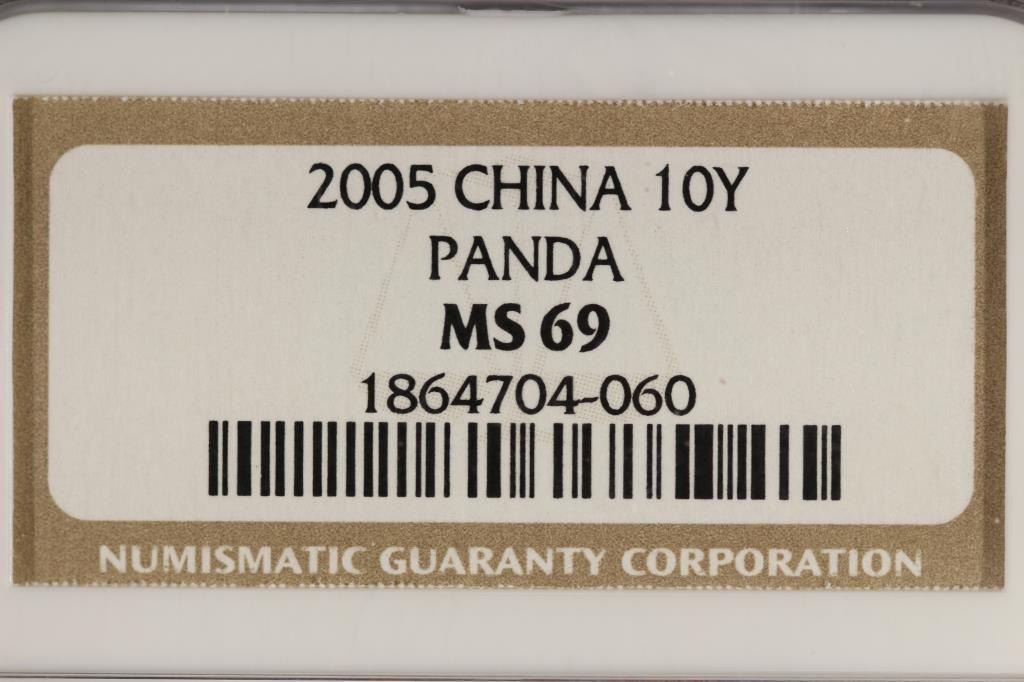 2005 CHINA 10Y
PANDA
MS 69
1864704-060
NUMISMATIC GUARANTY CORPORATION